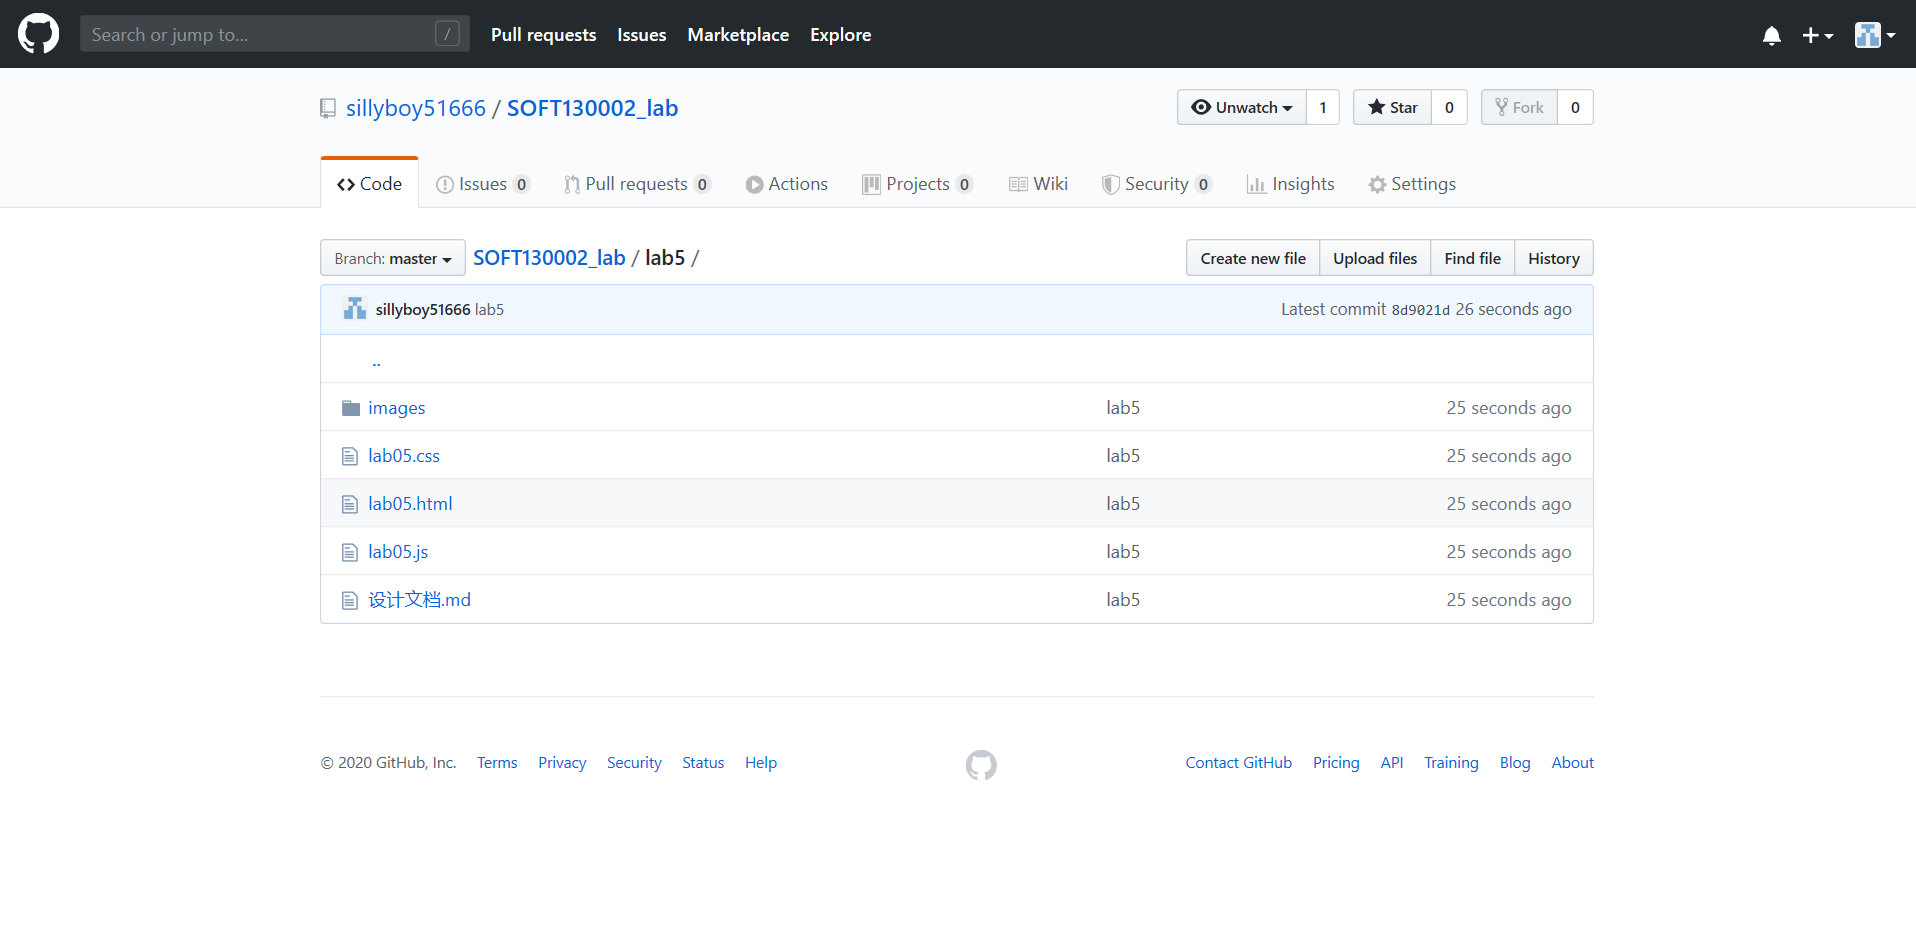 Search or jump to... / Pull requests Issues Marketplace Explore
sillyboy51666 / SOFT130002_lab Unwatch 1 Star 0 Fork 0
Code Issues 0 Pull requests 0 Actions Projects 0 Wiki Security 0 Insights Settings
Branch: master SOFT130002_lab / lab5 / Create new file Upload files Find file History
sillyboy51666 lab5 Latest commit 8d9021d 26 seconds ago
..
images lab5 25 seconds ago
lab05.css lab5 25 seconds ago
lab05.html lab5 25 seconds ago
lab05.js lab5 25 seconds ago
设计文档.md lab5 25 seconds ago
© 2020 GitHub, Inc. Terms Privacy Security Status Help Contact GitHub Pricing API Training Blog About